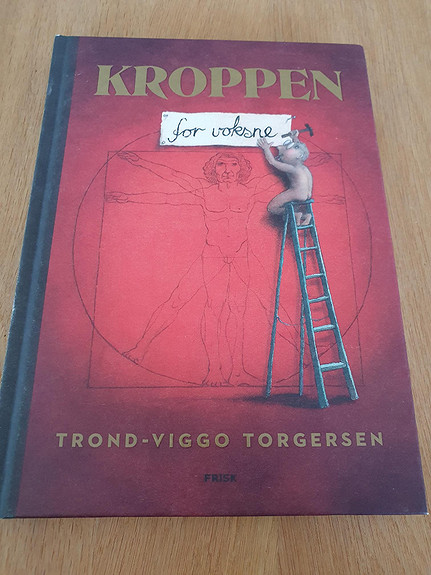 KROPPEN
for voksne
TROND-VIGGO TORGERSEN
FRISK